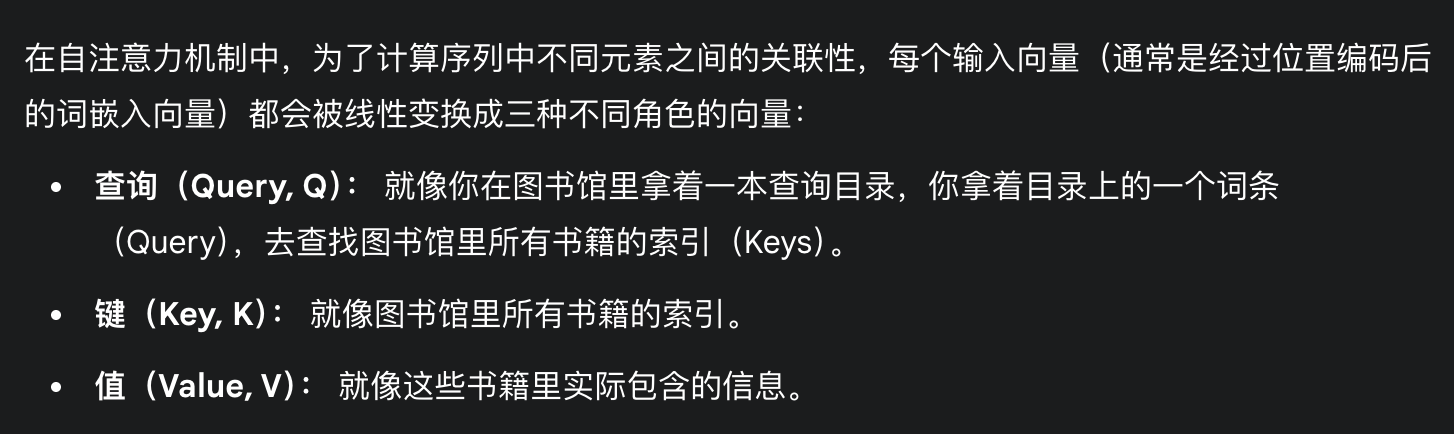 在自注意力机制中，为了计算序列中不同元素之间的关联性，每个输入向量（通常是经过位置编码后
的词嵌入向量）都会被线性变换成三种不同角色的向量：
• 查询（Query, Q）： 就像你在图书馆里拿着一本查询目录，你拿着目录上的一个词条
（Query），去查找图书馆里所有书籍的索引（Keys）。
• 键（Key, K）： 就像图书馆里所有书籍的索引。
• 值（Value, V）： 就像这些书籍里实际包含的信息。